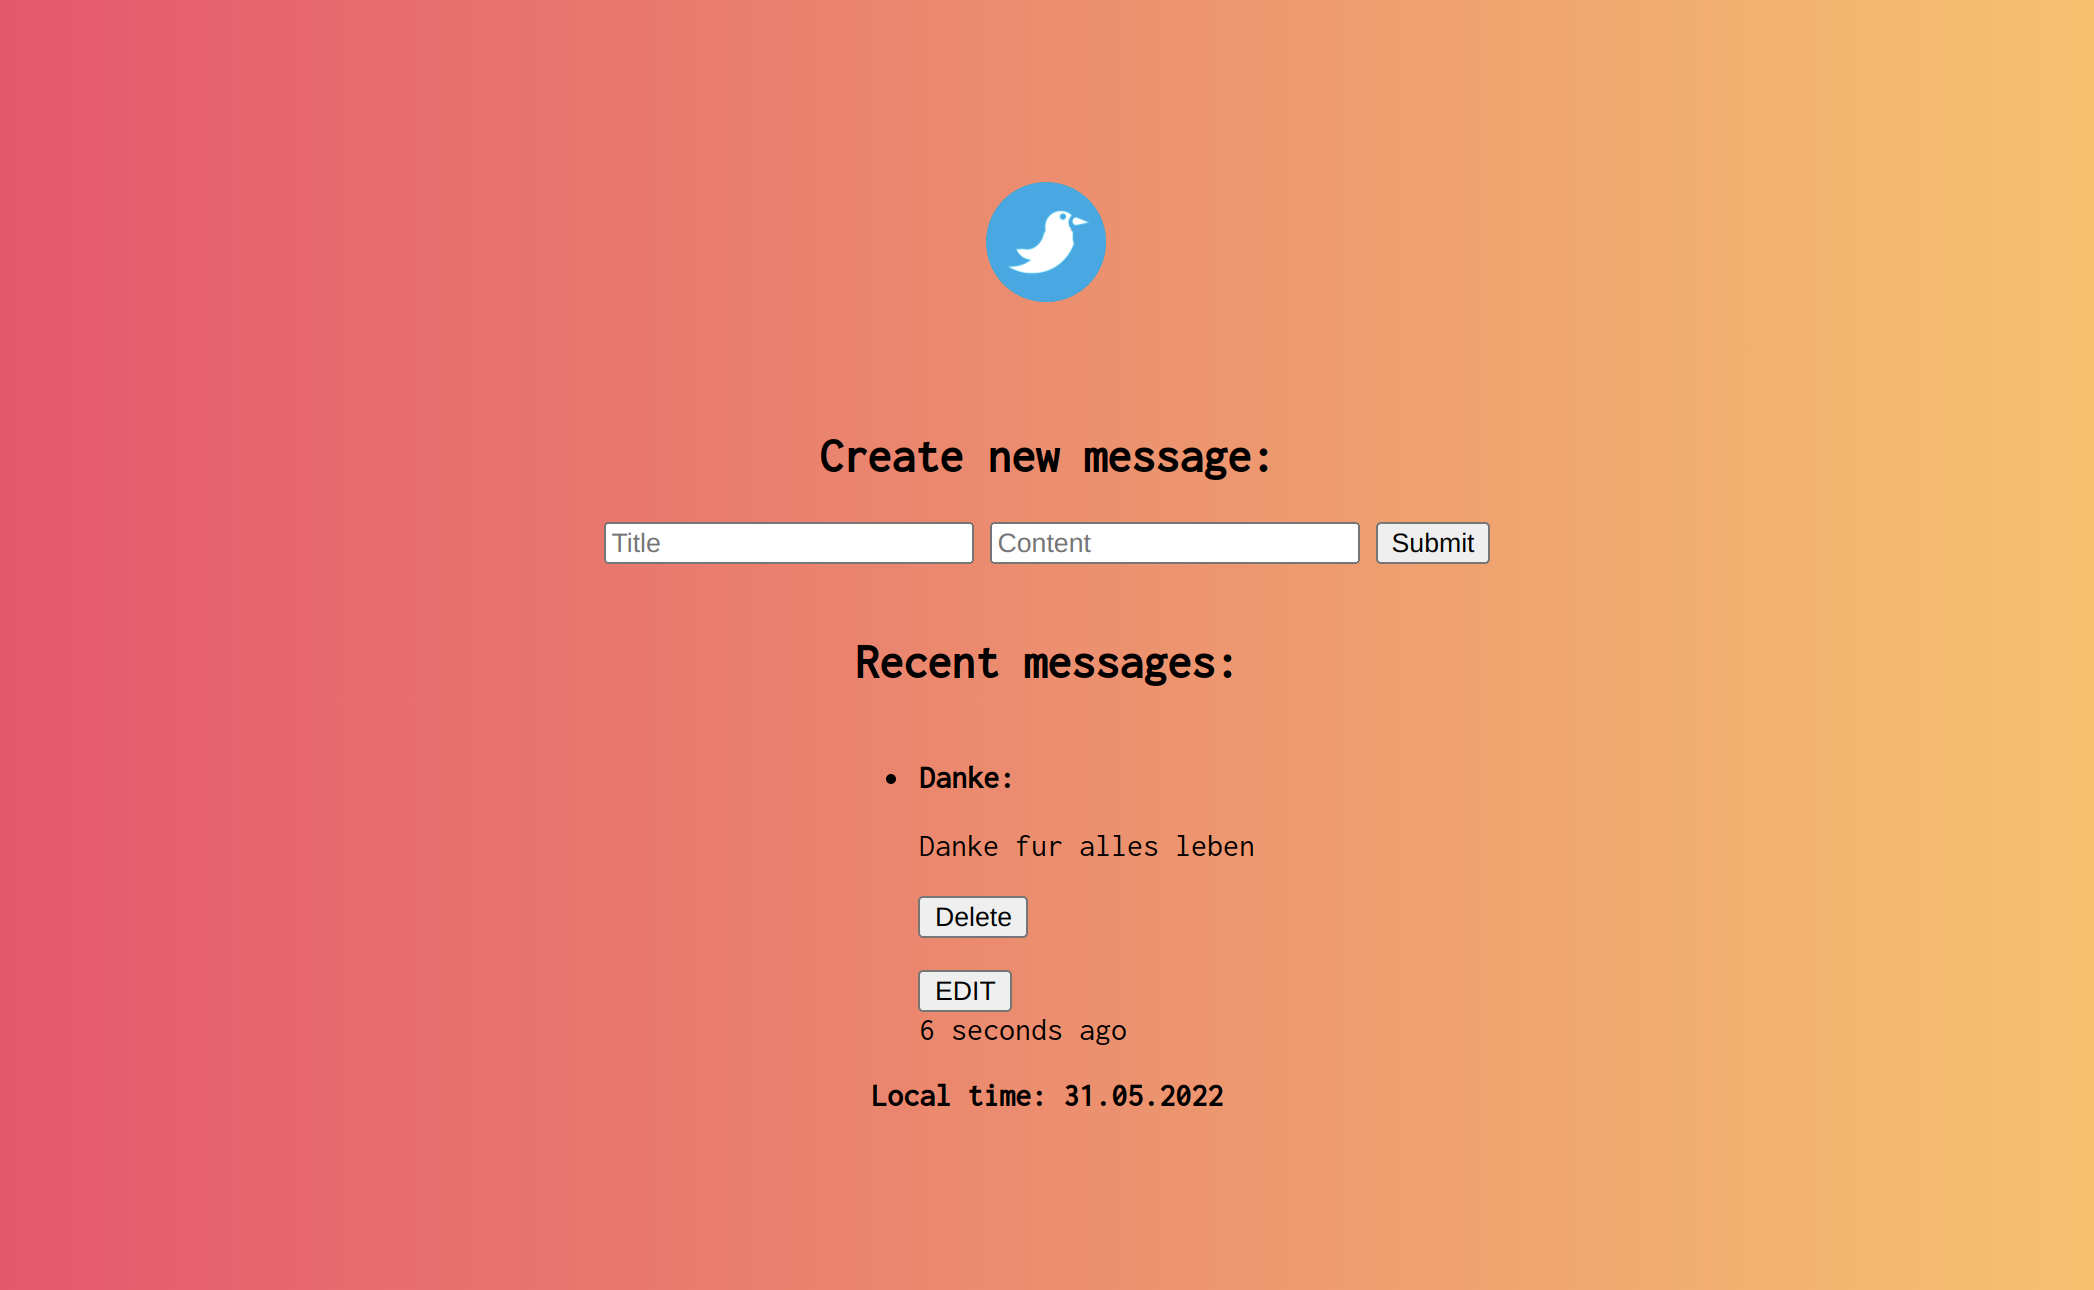 Create new message:
Title Content Submit
Recent messages:
• Danke:
Danke fur alles leben
Delete
EDIT
6 seconds ago
Local time: 31.05.2022